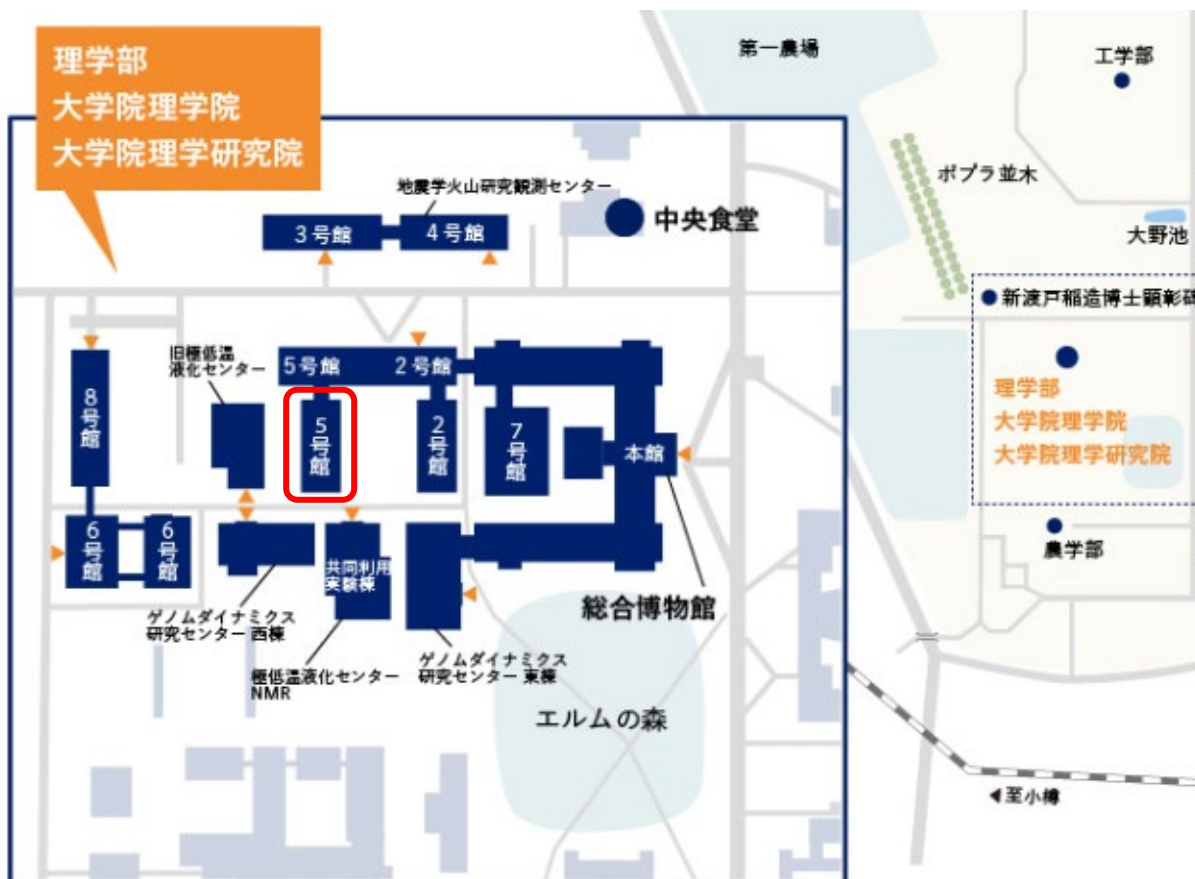 理学部
大学院理学院
大学院理学研究院
地震学火山研究観測センター
3号館
4号館
中央食堂
旧極低温
液化センター
5号館
2号館
8号館
5号館
2号館
7号館
本館
6号館
6号館
共同利用
実験棟
ゲノムダイナミクス
研究センター 西棟
極低温液化センター
NMR
ゲノムダイナミクス
研究センター 東棟
総合博物館
エルムの森
第一農場
工学部
ポプラ並木
大野池
新渡戸稲造博士顕彰碑
理学部
大学院理学院
大学院理学研究院
農学部
◀至小樽